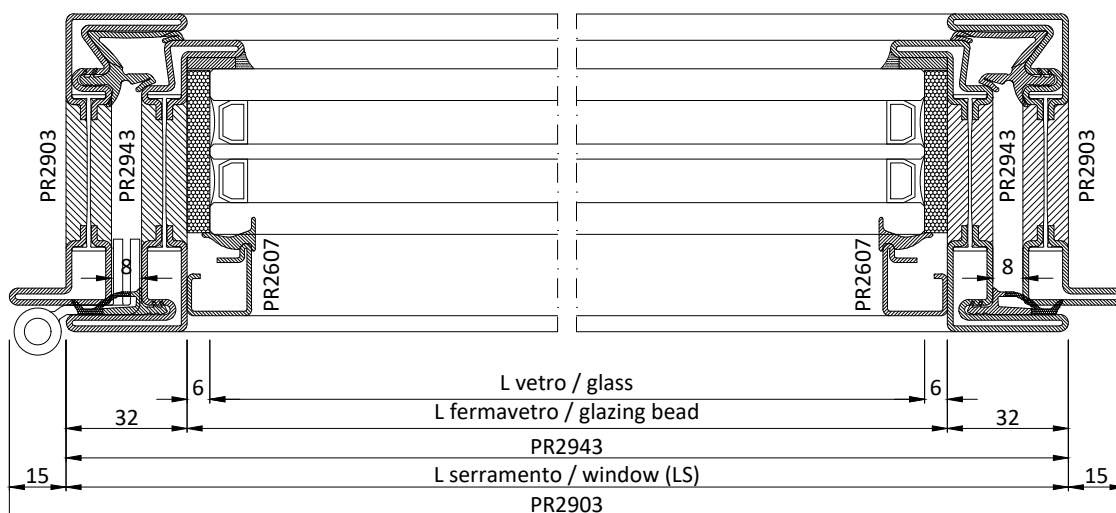 PR2903
PR2943
PR2943
PR2903
PR2607
PR2607
8
8
6
L vetro / glass
6
32
L fermavetro / glazing bead
32
PR2943
15
L serramento / window (LS)
15
PR2903